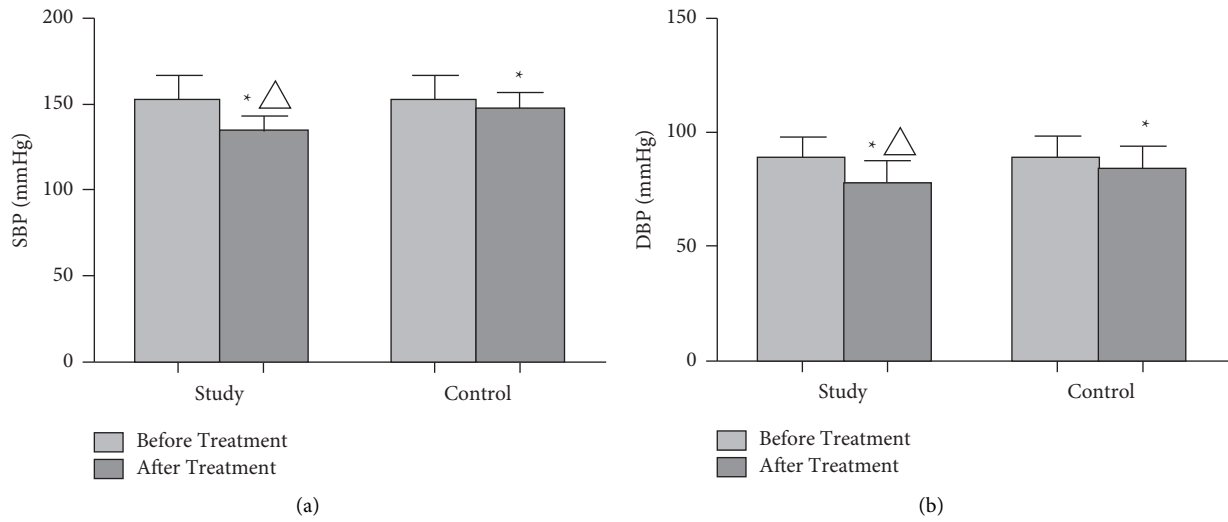 200
150
100
50
0
SBP (mmHg)
* △
*
Study
Control
Before Treatment
After Treatment
(a)
150
100
50
0
DBP (mmHg)
* △
*
Study
Control
Before Treatment
After Treatment
(b)